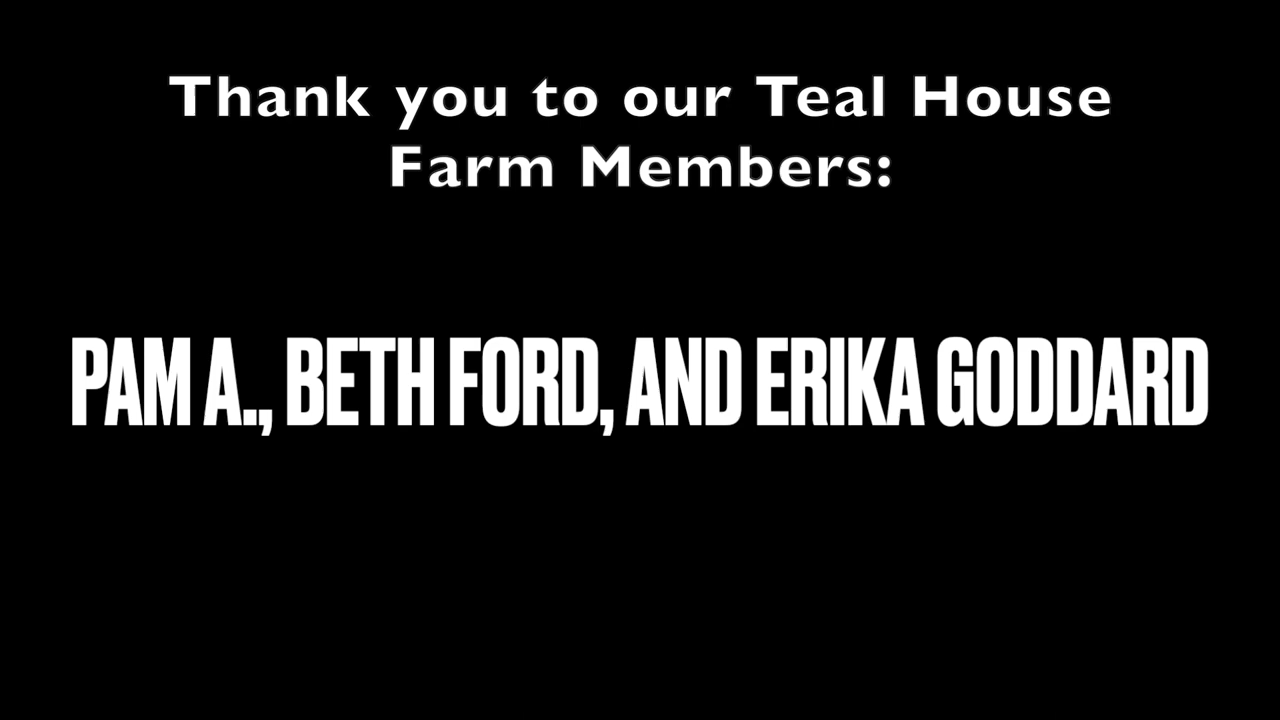 Thank you to our Teal House
Farm Members:
PAM A., BETH FORD, AND ERIKA GODDARD